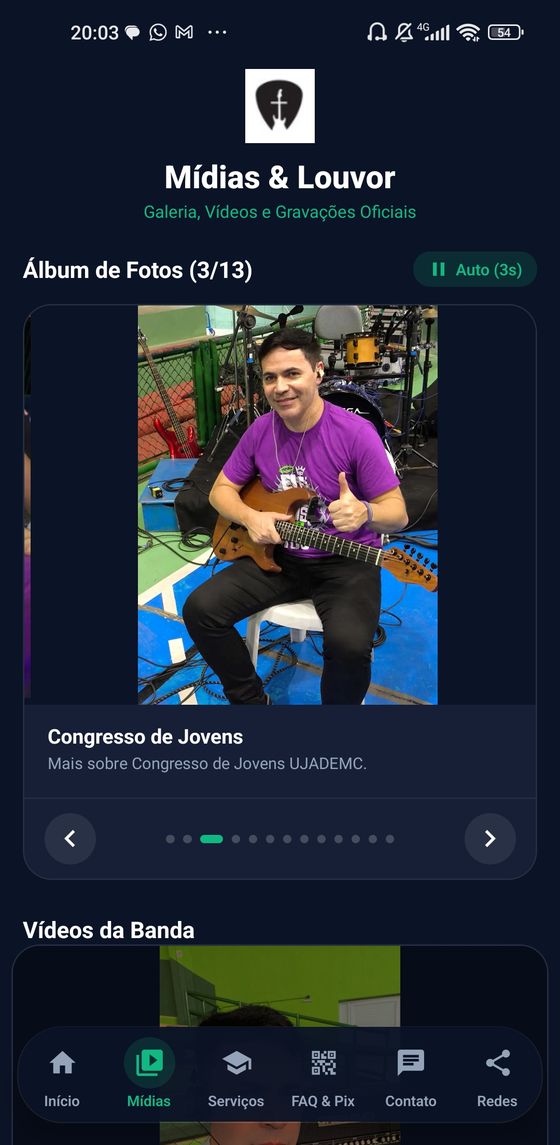 20:03
4G
54
Mídias & Louvor
Galeria, Vídeos e Gravações Oficiais
Álbum de Fotos (3/13)
Auto (3s)
Congresso de Jovens
Mais sobre Congresso de Jovens UJADEMC.
Vídeos da Banda
Início
Mídias
Serviços
FAQ & Pix
Contato
Redes